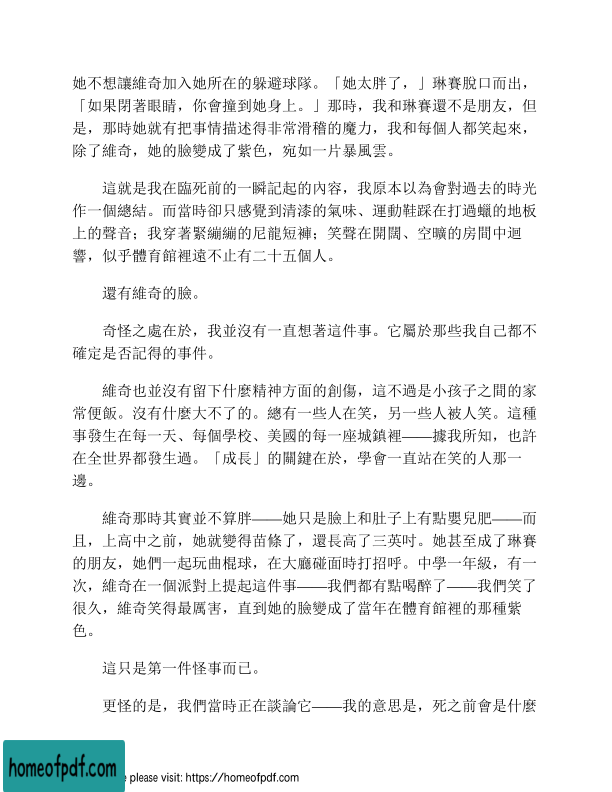 她不想讓維奇加入她所在的躲避球隊。「她太胖了，」琳賽脫口而出，
「如果閉著眼睛，你會撞到她身上。」那時，我和琳賽還不是朋友，但
是，那時她就有把事情描述得非常滑稽的魔力，我和每個人都笑起來，
除了維奇，她的臉變成了紫色，宛如一片暴風雲。
這就是我在臨死前的一瞬記起的內容，我原本以為會對過去的時光
作一個總結。而當時卻只感覺到清漆的氣味、運動鞋踩在打過蠟的地板
上的聲音；我穿著緊繃繃的尼龍短褲；笑聲在開闊、空曠的房間中迴
響，似乎體育館裡遠不止有二十五個人。
還有維奇的臉。
奇怪之處在於，我並沒有一直想著這件事。它屬於那些我自己都不
確定是否記得的事件。
維奇也並沒有留下什麼精神方面的創傷，這不過是小孩子之間的家
常便飯。沒有什麼大不了的。總有一些人在笑，另一些人被人笑。這種
事發生在每一天、每個學校、美國的每一座城鎮裡——據我所知，也許
在全世界都發生過。「成長」的關鍵在於，學會一直站在笑的人那一
邊。
維奇那時其實並不算胖——她只是臉上和肚子上有點嬰兒肥——而
且，上高中之前，她就變得苗條了，還長高了三英吋。她甚至成了琳賽
的朋友，她們一起玩曲棍球，在大廳碰面時打招呼。中學一年級，有一
次，維奇在一個派對上提起這件事——我們都有點喝醉了——我們笑了
很久，維奇笑得最厲害，直到她的臉變成了當年在體育館裡的那種紫
色。
這只是第一件怪事而已。
更怪的是，我們當時正在談論它——我的意思是，死之前會是什麼
homeofpdf.com
e please visit: https://homeofpdf.com